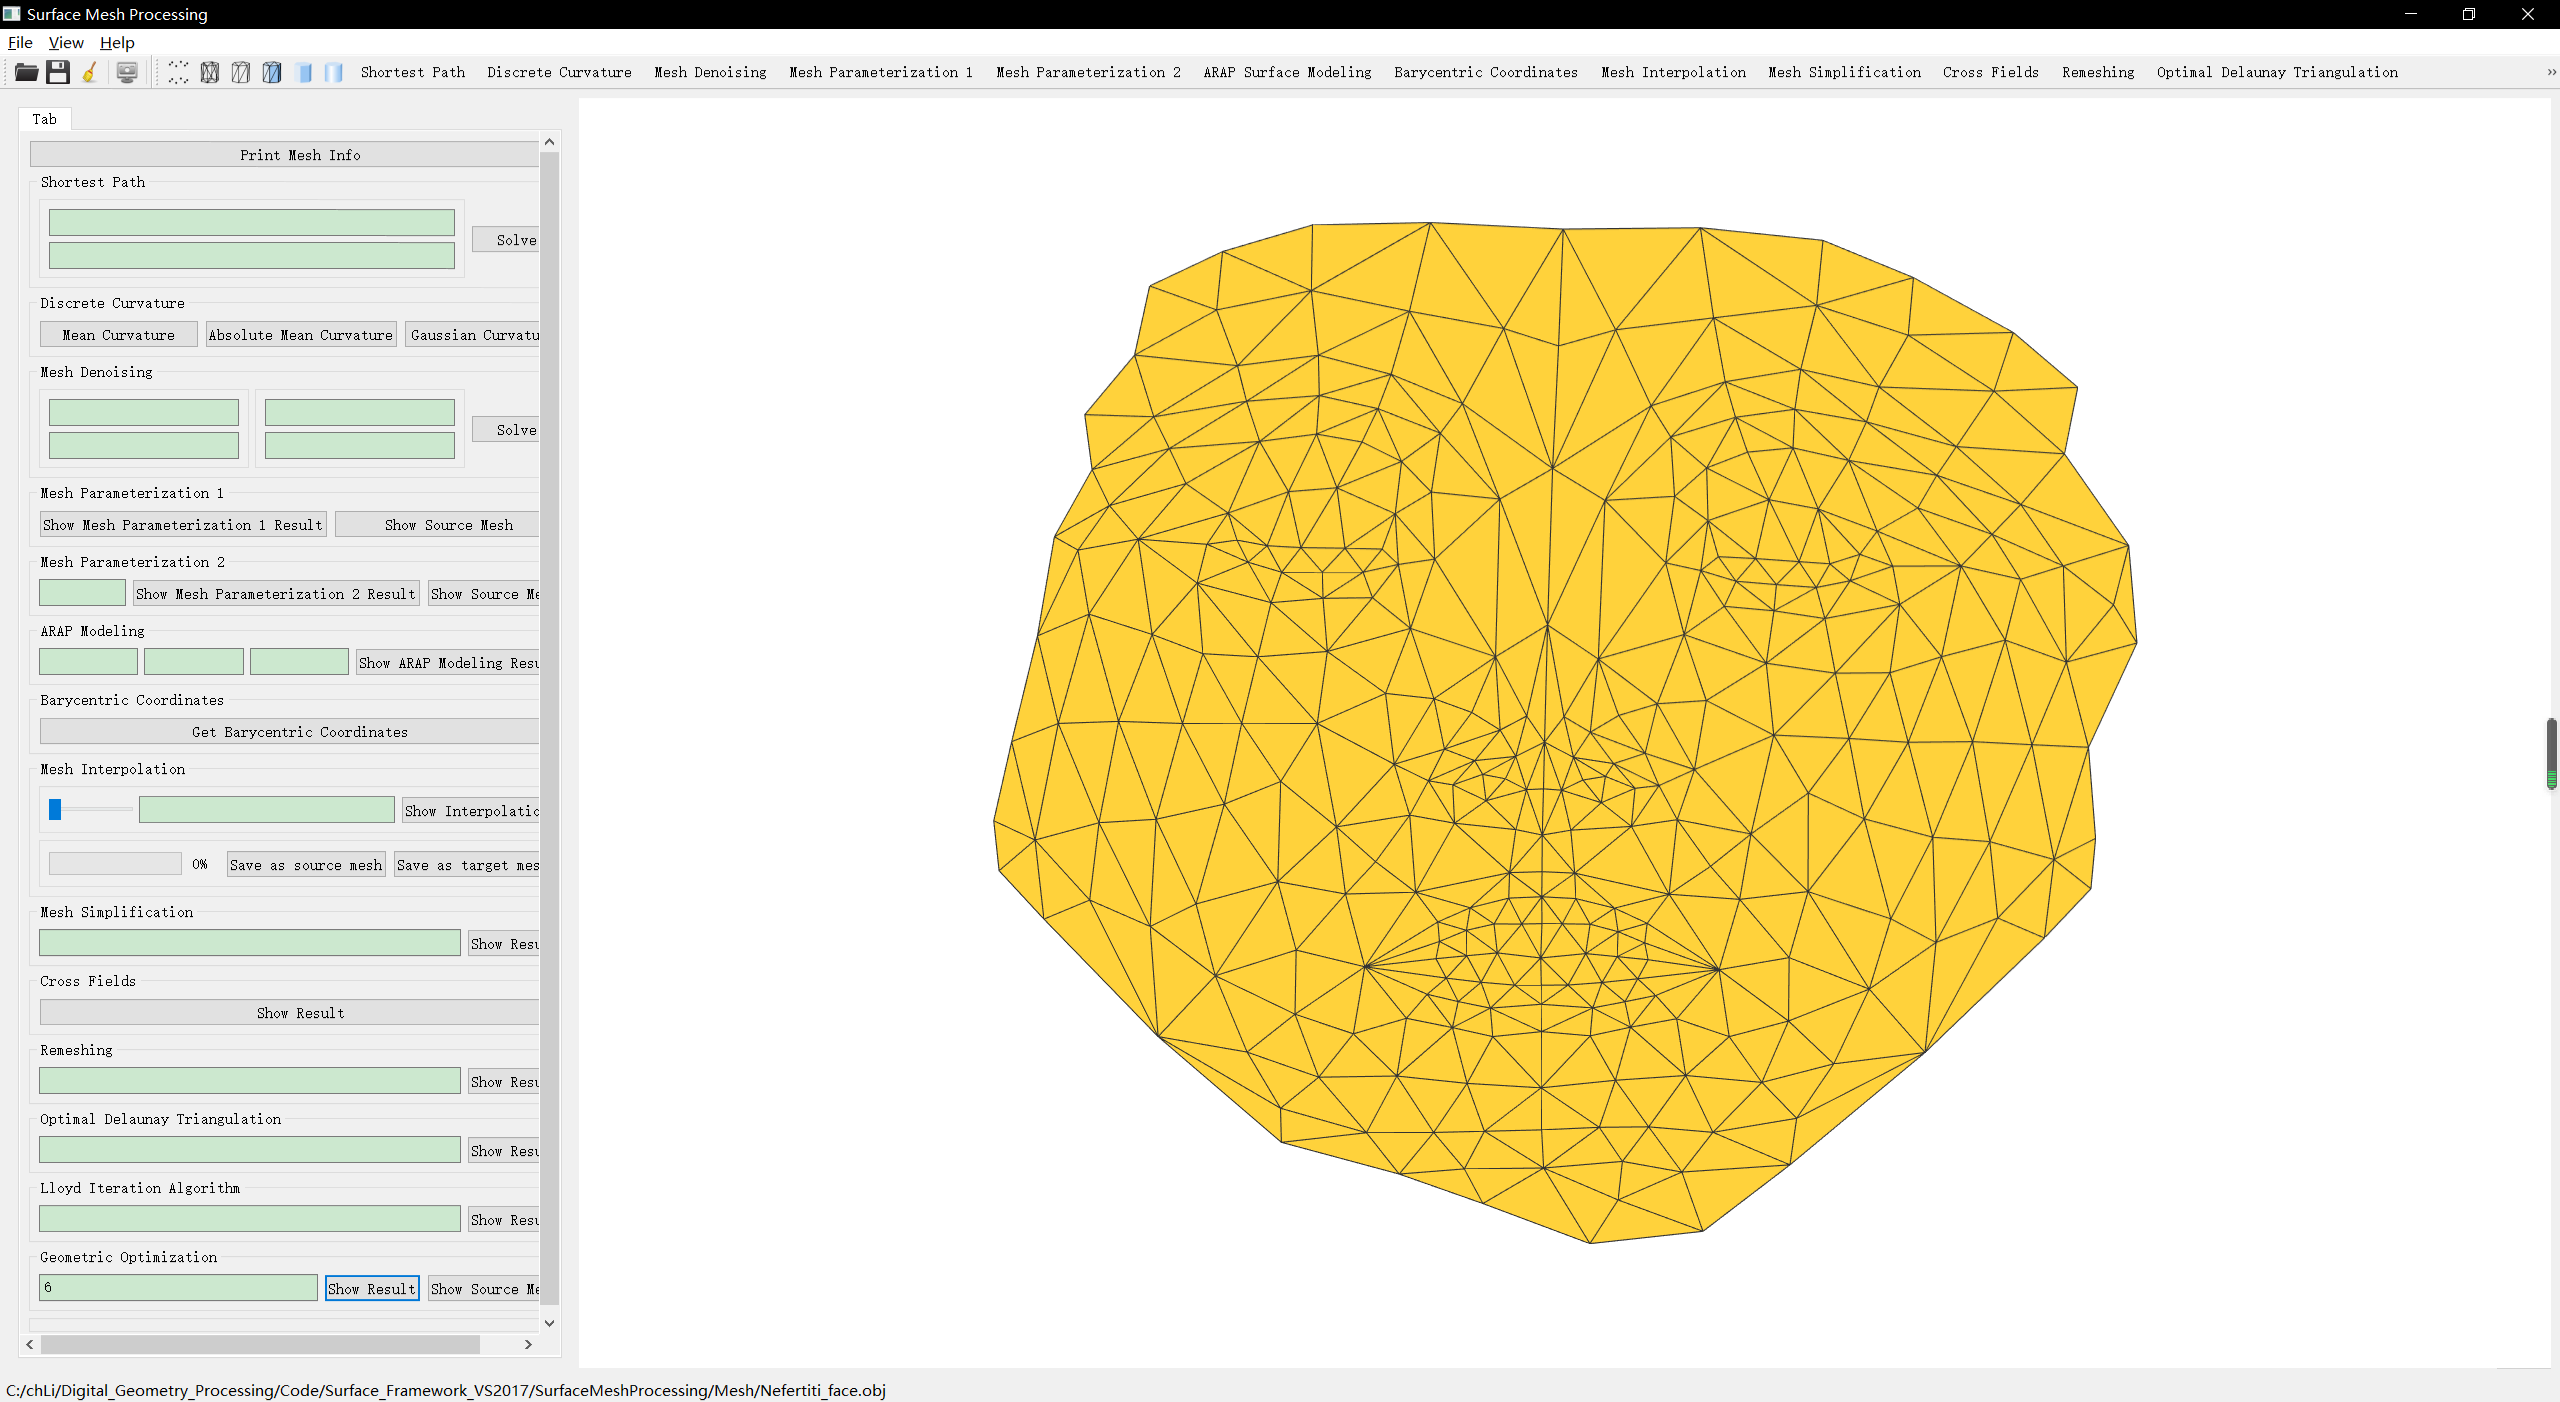 Surface Mesh Processing
File View Help
Shortest Path Discrete Curvature Mesh Denoising Mesh Parameterization 1 Mesh Parameterization 2 ARAP Surface Modeling Barycentric Coordinates Mesh Interpolation Mesh Simplification Cross Fields Remeshing Optimal Delaunay Triangulation »
Tab
Print Mesh Info
Shortest Path
Solve
Discrete Curvature
Mean Curvature Absolute Mean Curvature Gaussian Curvatu
Mesh Denoising
Solve
Mesh Parameterization 1
Show Mesh Parameterization 1 Result Show Source Mesh
Mesh Parameterization 2
Show Mesh Parameterization 2 Result Show Source Me
ARAP Modeling
Show ARAP Modeling Resu
Barycentric Coordinates
Get Barycentric Coordinates
Mesh Interpolation
Show Interpolatio
0% Save as source mesh Save as target mes
Mesh Simplification
Show Resu
Cross Fields
Show Result
Remeshing
Show Resu
Optimal Delaunay Triangulation
Show Resu
Lloyd Iteration Algorithm
Show Resu
Geometric Optimization
6 Show Result Show Source Me
C:/chLi/Digital_Geometry_Processing/Code/Surface_Framework_VS2017/SurfaceMeshProcessing/Mesh/Nefertiti_face.obj